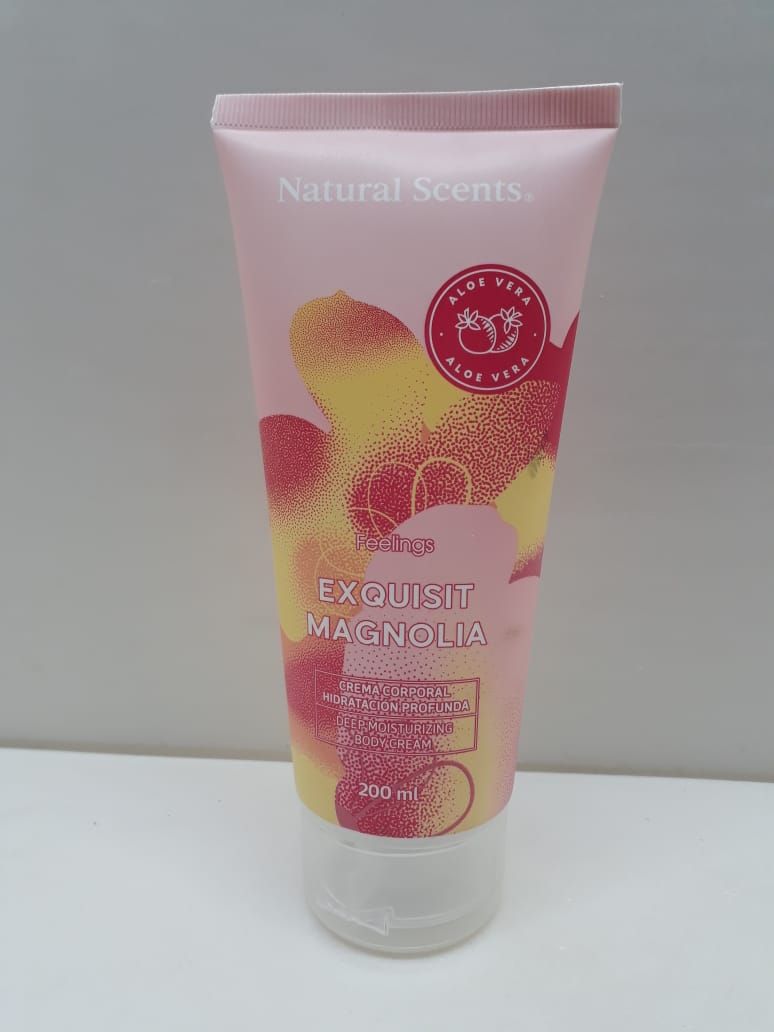 Natural Scents®
ALOE VERA
ALOE VERA
Feelings
EXQUISIT
MAGNOLIA
CREMA CORPORAL
HIDRATACIÓN PROFUNDA
DEEP MOISTURIZING
BODY CREAM
200 ml